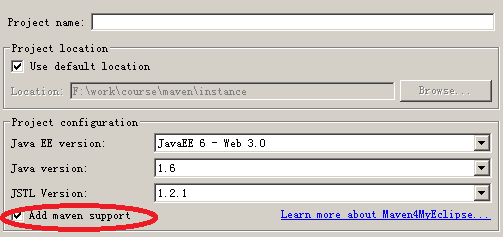 Project name:
Project location
Use default location
Location: F:\work\course\maven\instance Browse...
Project configuration
Java EE version: JavaEE 6 - Web 3.0
Java version: 1.6
JSTL Version: 1.2.1
Add maven support Learn more about Maven4MyEclipse...